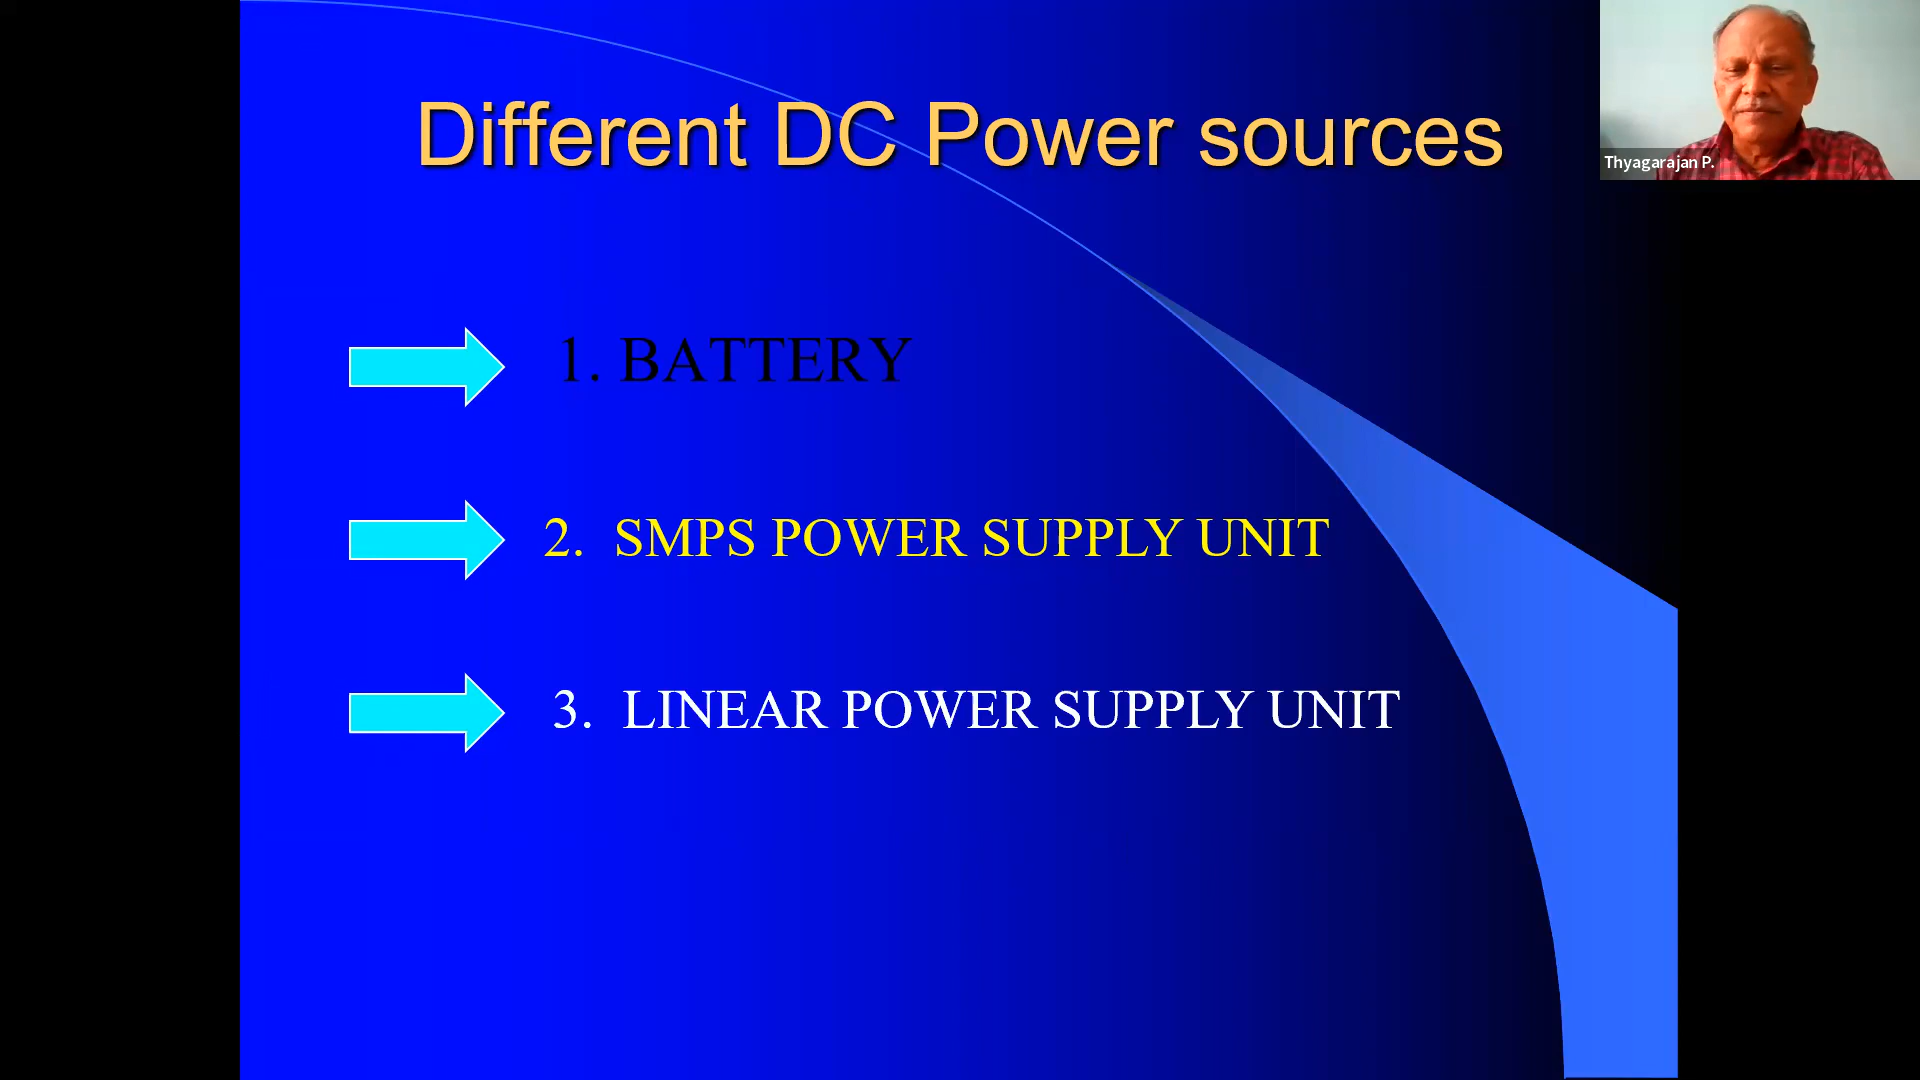 Different DC Power sources
Thyagarajan P.
1. BATTERY
2. SMPS POWER SUPPLY UNIT
3. LINEAR POWER SUPPLY UNIT